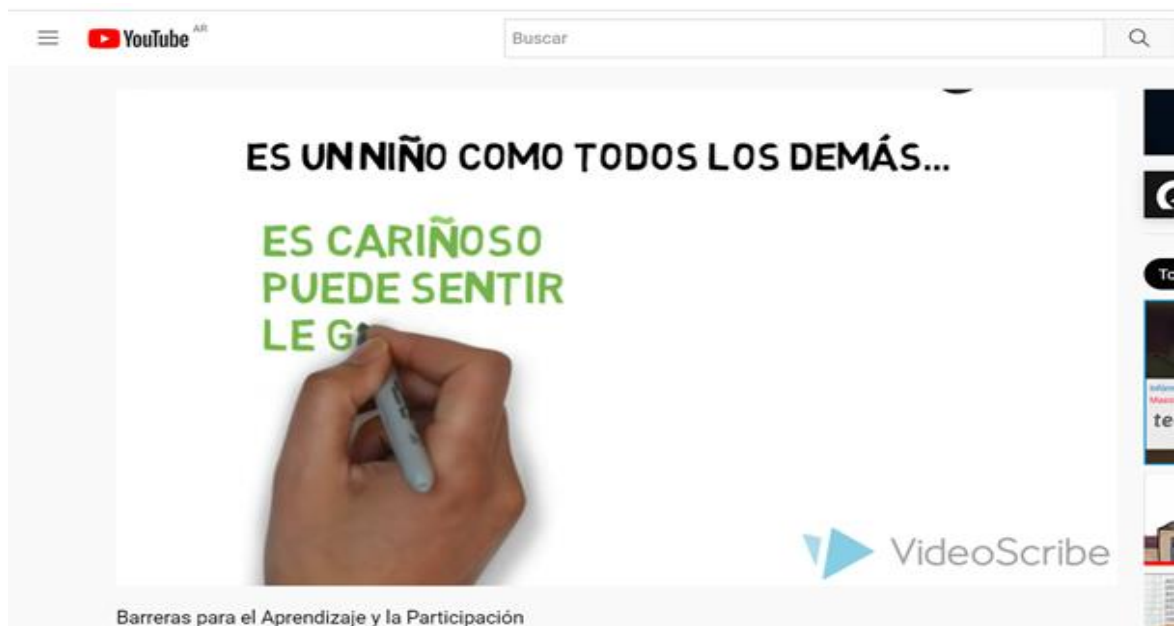 YouTube AR
Buscar
ES UN NIÑO COMO TODOS LOS DEMÁS...
ES CARIÑOSO
PUEDE SENTIR
LE G
VideoScribe
Barreras para el Aprendizaje y la Participación